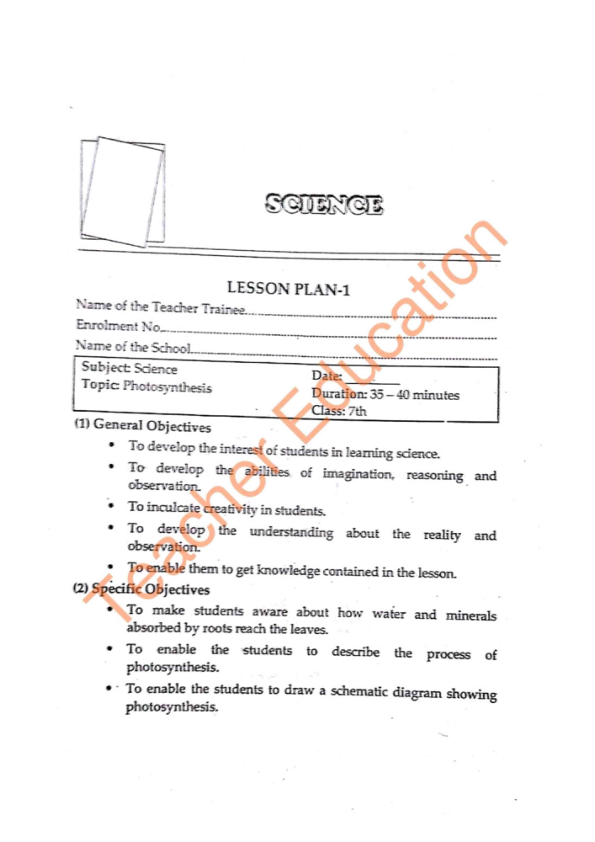 SCIENCE
LESSON PLAN-1
Name of the Teacher Trainee
Enrolment No.
Name of the School
Subject: Science
Topic: Photosynthesis
Date: ________
Duration: 35 – 40 minutes
Class: 7th
(1) General Objectives
• To develop the interest of students in learning science.
• To develop the abilities of imagination, reasoning and
observation.
• To inculcate creativity in students.
• To develop the understanding about the reality and
observation.
• To enable them to get knowledge contained in the lesson.
(2) Specific Objectives
• To make students aware about how water and minerals
absorbed by roots reach the leaves.
• To enable the students to describe the process of
photosynthesis.
• To enable the students to draw a schematic diagram showing
photosynthesis.
Teacher Education